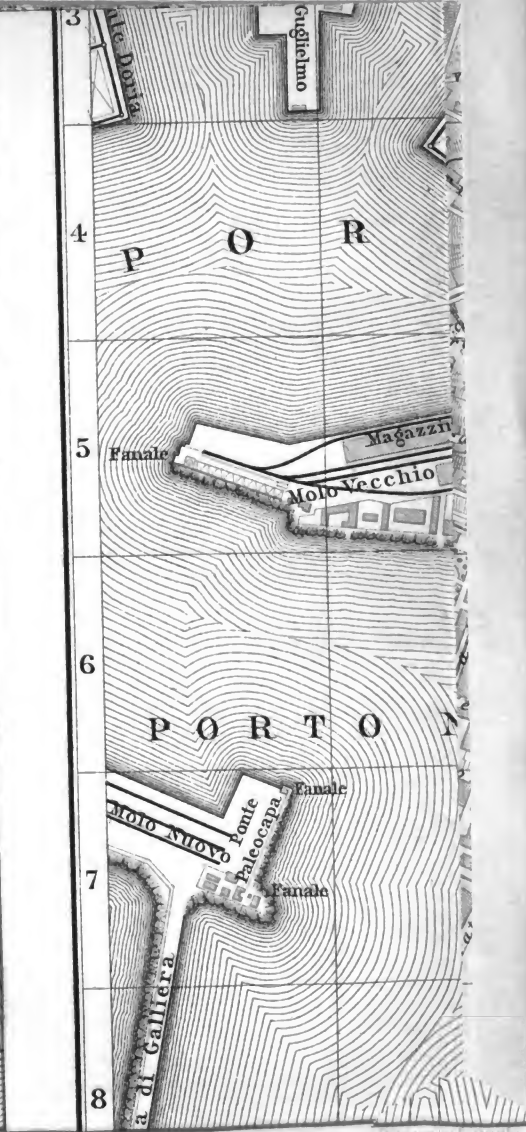 3
Doria
Guglielmo
4
P O R
5
Fanale
Magazzi
Molo Vecchio
6
P O R T O
Fanale
Molo Nuovo
Ponte
Paleocapa
7
Fanale
a di Galliera
8